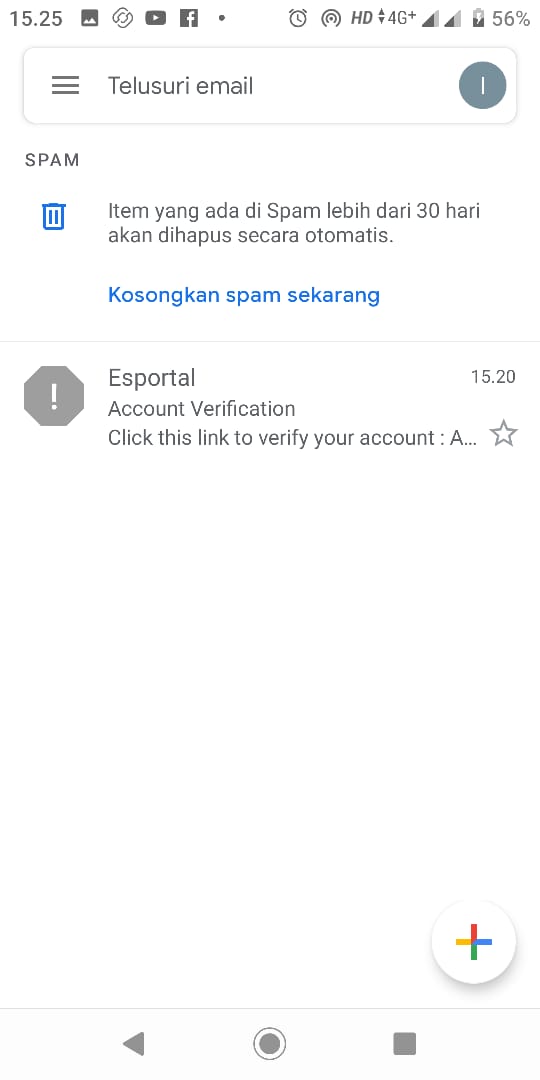 15.25 HD 4G+ 56%
Telusuri email
I
SPAM
Item yang ada di Spam lebih dari 30 hari
akan dihapus secara otomatis.
Kosongkan spam sekarang
Esportal 15.20
Account Verification
Click this link to verify your account : A...